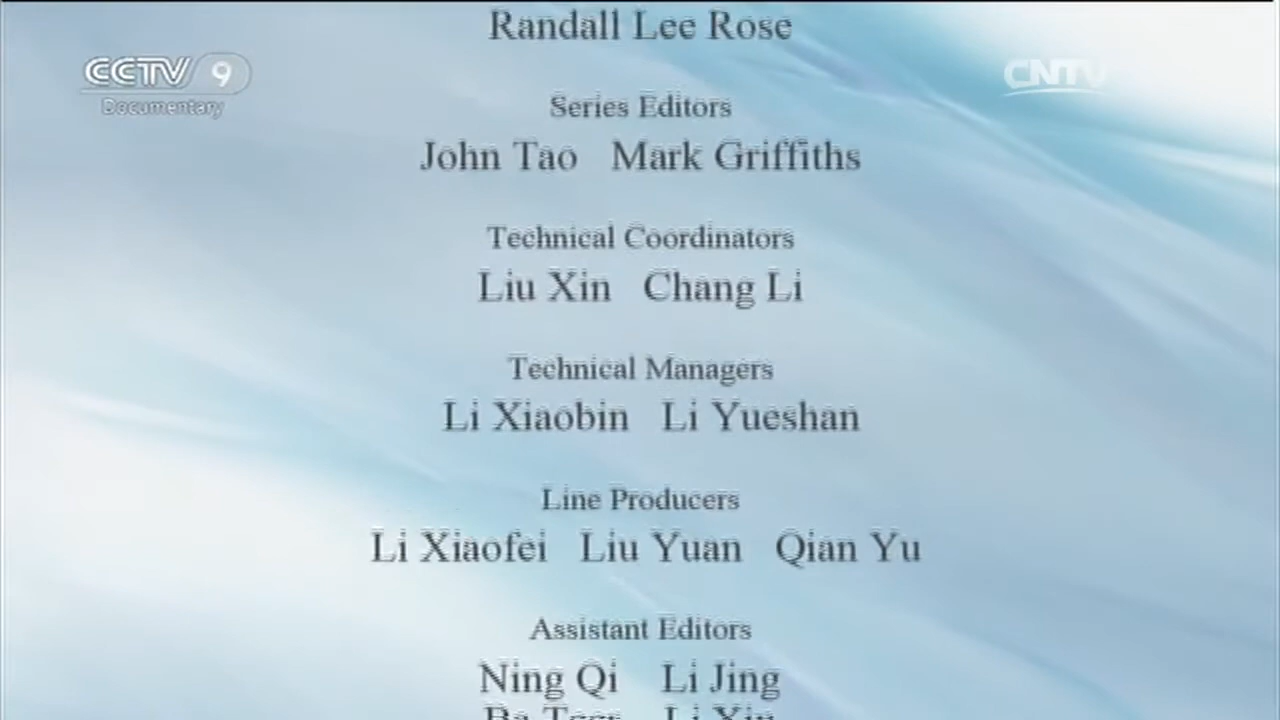 Randall Lee Rose
CCTV 9
Documentary
CNTV
Series Editors
John Tao Mark Griffiths
Technical Coordinators
Liu Xin Chang Li
Technical Managers
Li Xiaobin Li Yueshan
Line Producers
Li Xiaofei Liu Yuan Qian Yu
Assistant Editors
Ning Qi Li Jing
Li Xin